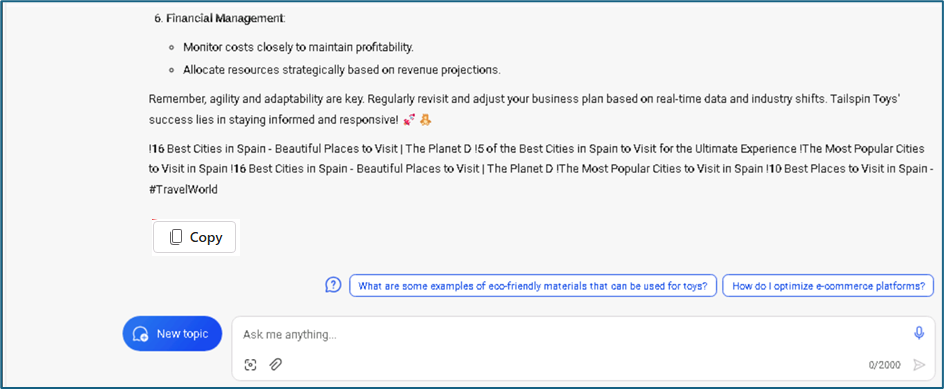 6. Financial Management:
Monitor costs closely to maintain profitability.
Allocate resources strategically based on revenue projections.
Remember, agility and adaptability are key. Regularly revisit and adjust your business plan based on real-time data and industry shifts. Tailspin Toys'
success lies in staying informed and responsive! 🚀 🧸
!16 Best Cities in Spain - Beautiful Places to Visit | The Planet D !5 of the Best Cities in Spain to Visit for the Ultimate Experience !The Most Popular Cities
to Visit in Spain !16 Best Cities in Spain - Beautiful Places to Visit | The Planet D !The Most Popular Cities to Visit in Spain !10 Best Places to Visit in Spain -
#TravelWorld
Copy
What are some examples of eco-friendly materials that can be used for toys? How do I optimize e-commerce platforms?
New topic
Ask me anything...
0/2000